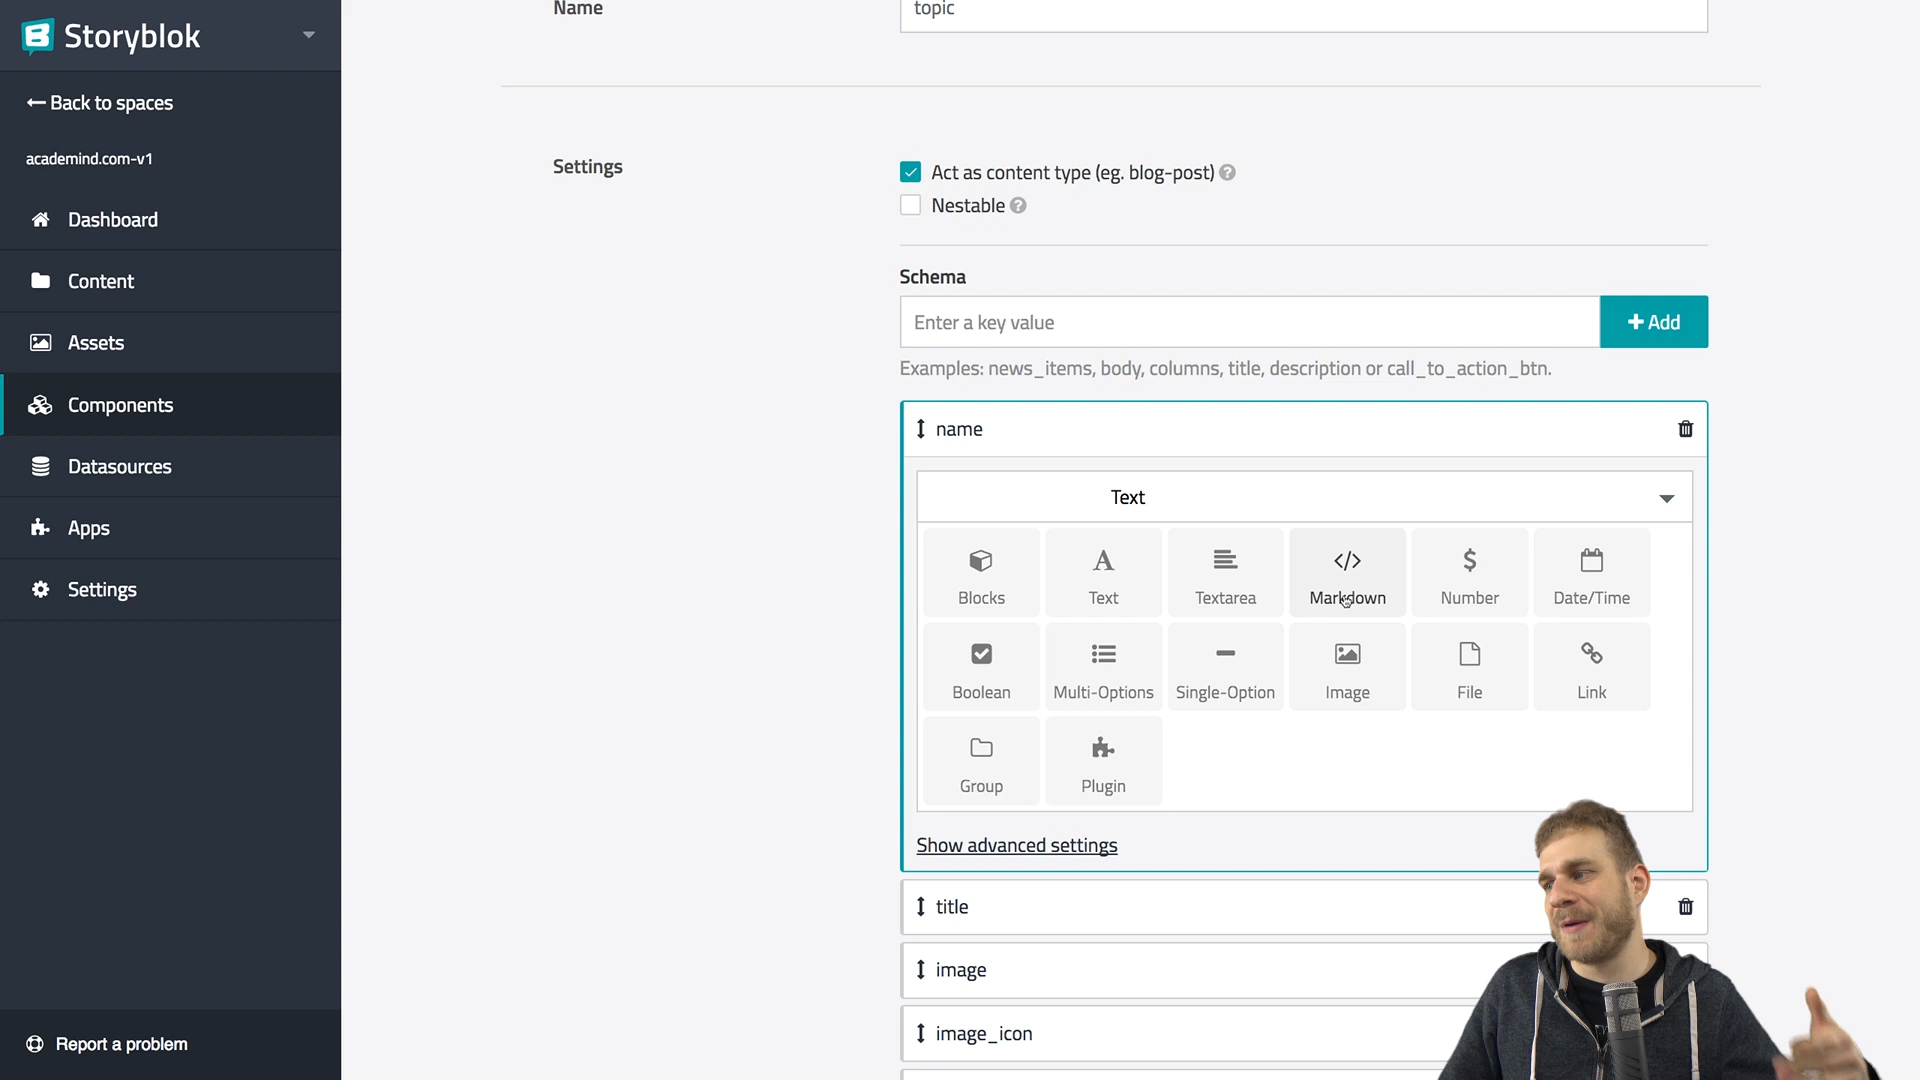 Storyblok
Back to spaces
academind.com-v1
Dashboard
Content
Assets
Components
Datasources
Apps
Settings
Report a problem
Name
topic
Settings
Act as content type (eg. blog-post)
Nestable
Schema
Enter a key value
Add
Examples: news_items, body, columns, title, description or call_to_action_btn.
name
Text
Blocks
Text
Textarea
Markdown
Number
Date/Time
Boolean
Multi-Options
Single-Option
Image
File
Link
Group
Plugin
Show advanced settings
title
image
image_icon